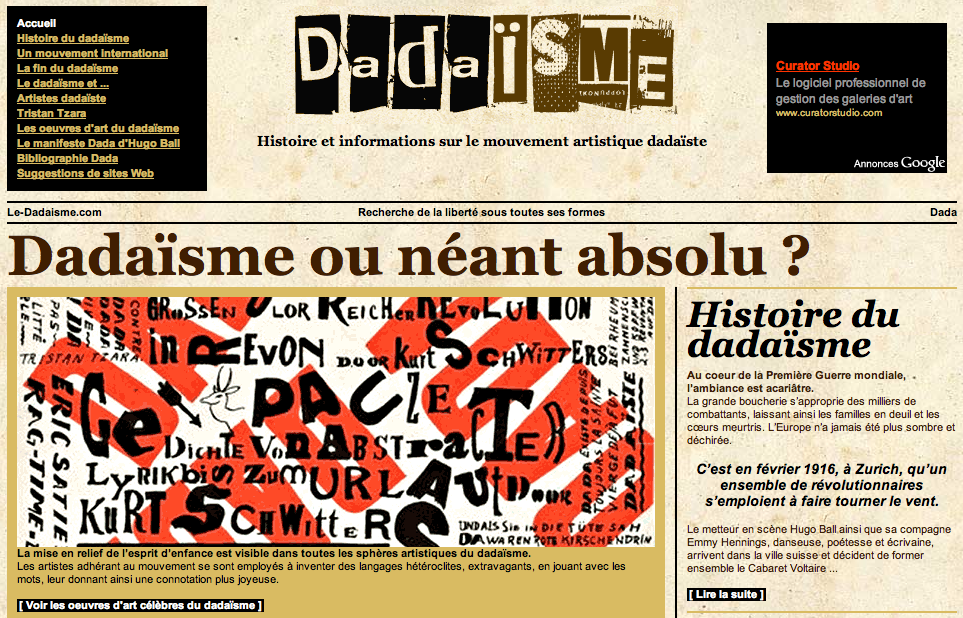 Accueil
Histoire du dadaïsme
Un mouvement international
La fin du dadaïsme
Le dadaïsme et ...
Artistes dadaïste
Tristan Tzara
Les oeuvres d'art du dadaïsme
Le manifeste Dada d'Hugo Ball
Bibliographie Dada
Suggestions de sites Web
DadaïSME
Histoire et informations sur le mouvement artistique dadaïste
Curator Studio
Le logiciel professionnel de
gestion des galeries d'art
www.curatorstudio.com
Annonces Google
Le-Dadaisme.com
Recherche de la liberté sous toutes ses formes
Dada
Dadaïsme ou néant absolu ?
GROSSEN
REICHER REVOLUTION
in REVON DOOR Kurt SCHWITTERS
TRISTAN TZARA
ERIC SATIE
RAG-TIME
DICHTE VON ABSTRa(CTE))
LYRIKbis ZuM URLAUt DOOR
KuRTS SCHWittERS
UND ALS SIE IN DIE TÜTE SAH
DA WAREN ROTE KIRSCHEN DRIN
La mise en relief de l'esprit d'enfance est visible dans toutes les sphères artistiques du dadaïsme.
Les artistes adhérant au mouvement se sont employés à inventer des langages hétéroclites, extravagants, en jouant avec les
mots, leur donnant ainsi une connotation plus joyeuse.
[ Voir les oeuvres d'art célèbres du dadaïsme ]
Histoire du
dadaïsme
Au coeur de la Première Guerre mondiale,
l'ambiance est acariâtre.
La grande boucherie s'approprie des milliers de
combattants, laissant ainsi les familles en deuil et les
cœurs meurtris. L'Europe n'a jamais été plus sombre et
déchirée.
C'est en février 1916, à Zurich, qu'un
ensemble de révolutionnaires
s'emploient à faire tourner le vent.
Le metteur en scène Hugo Ball ainsi que sa compagne
Emmy Hennings, danseuse, poétesse et écrivaine,
arrivent dans la ville suisse et décident de former
ensemble le Cabaret Voltaire ...
[ Lire la suite ]